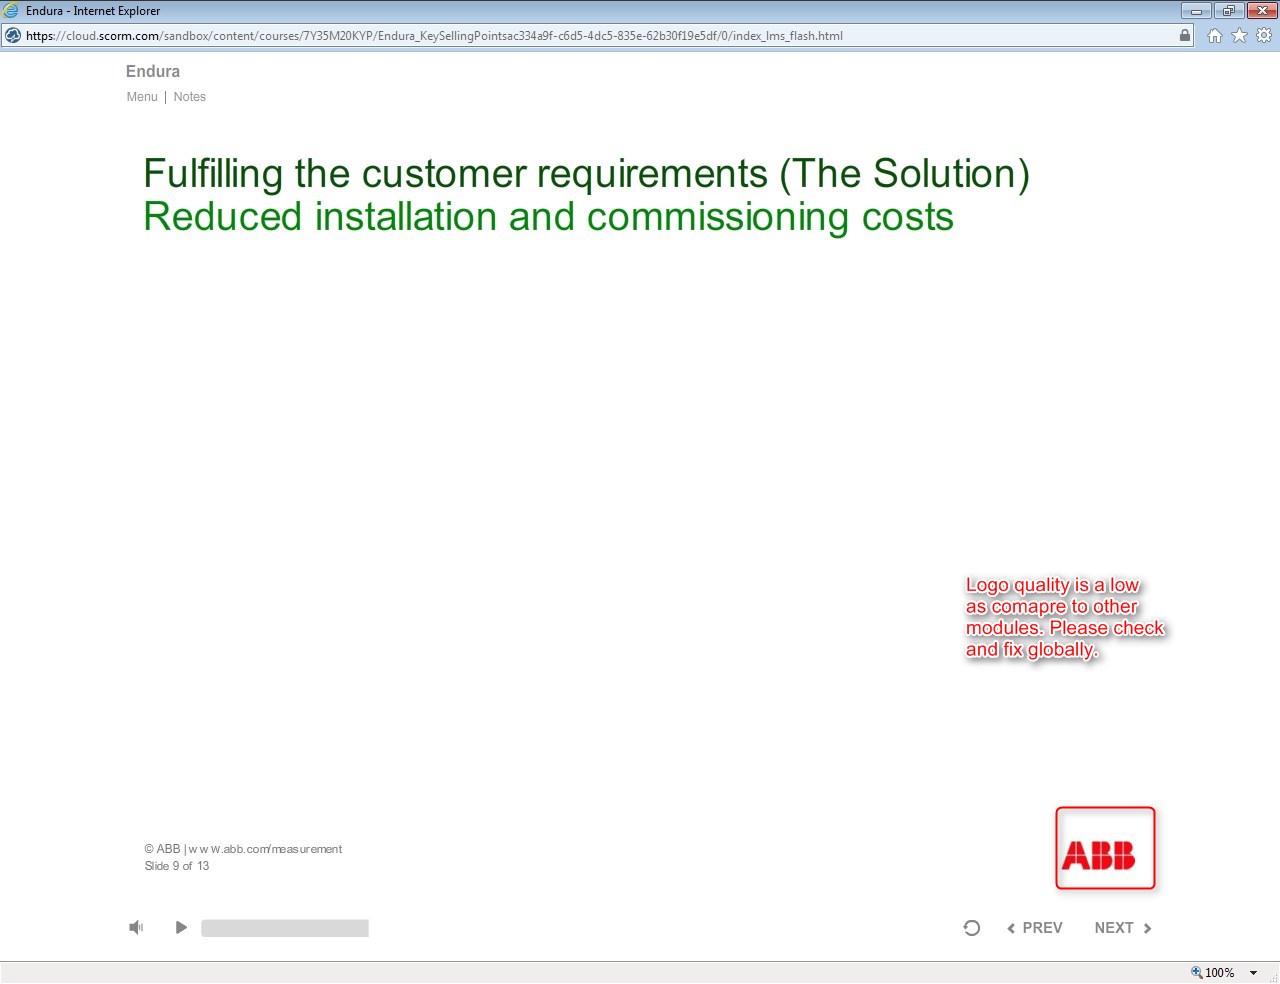 Endura - Internet Explorer
https://cloud.scorm.com/sandbox/content/courses/7Y35M20KYP/Endura_KeySellingPointsac334a9f-c6d5-4dc5-835e-62b30f19e5df/0/index_lms_flash.html
Endura
Menu | Notes
Fulfilling the customer requirements (The Solution)
Reduced installation and commissioning costs
Logo quality is a low
as comapre to other
modules. Please check
and fix globally.
ABB
© ABB | www.abb.com/measurement
Slide 9 of 13
PREV NEXT
100%